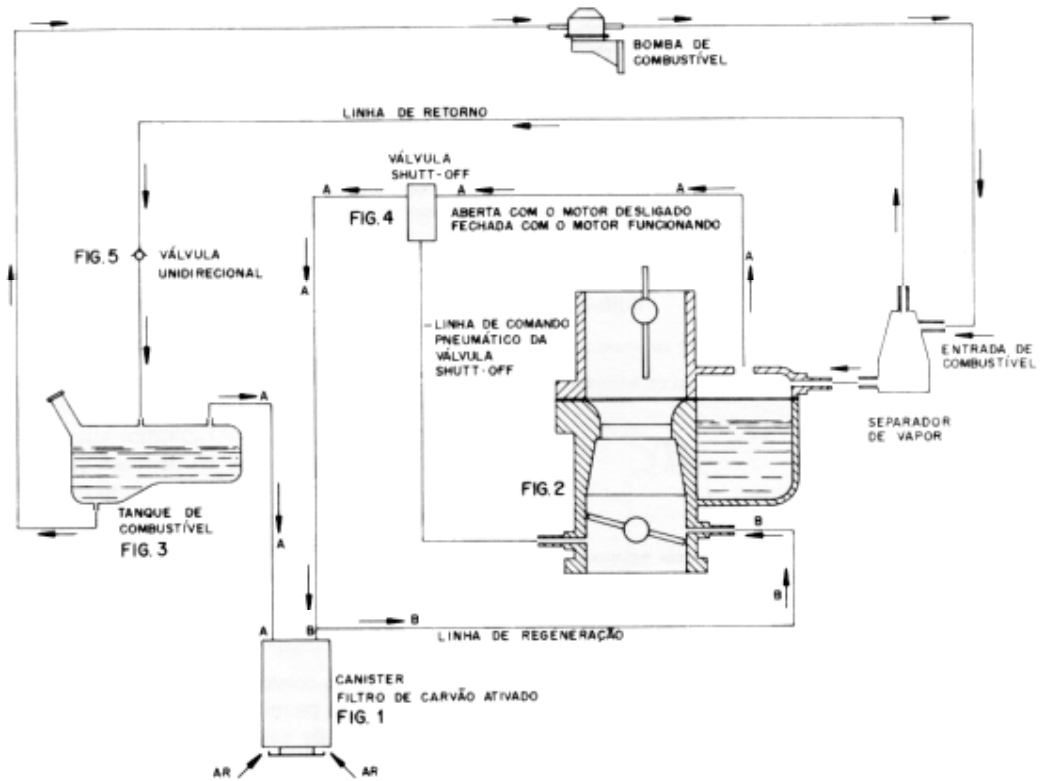 BOMBA DE
COMBUSTÍVEL
LINHA DE RETORNO
VÁLVULA
SHUTT-OFF
A
A
A
FIG. 4
ABERTA COM O MOTOR DESLIGADO
FECHADA COM O MOTOR FUNCIONANDO
FIG. 5
VÁLVULA
UNIDIRECIONAL
A
A
LINHA DE COMANDO
PNEUMÁTICO DA
VÁLVULA
SHUTT-OFF
ENTRADA DE
COMBUSTÍVEL
A
SEPARADOR
DE VAPOR
FIG. 2
TANQUE DE
COMBUSTÍVEL
FIG. 3
A
B
B
A
B
B
LINHA DE REGENERAÇÃO
CANISTER
FILTRO DE CARVÃO ATIVADO
FIG. 1
AR
AR